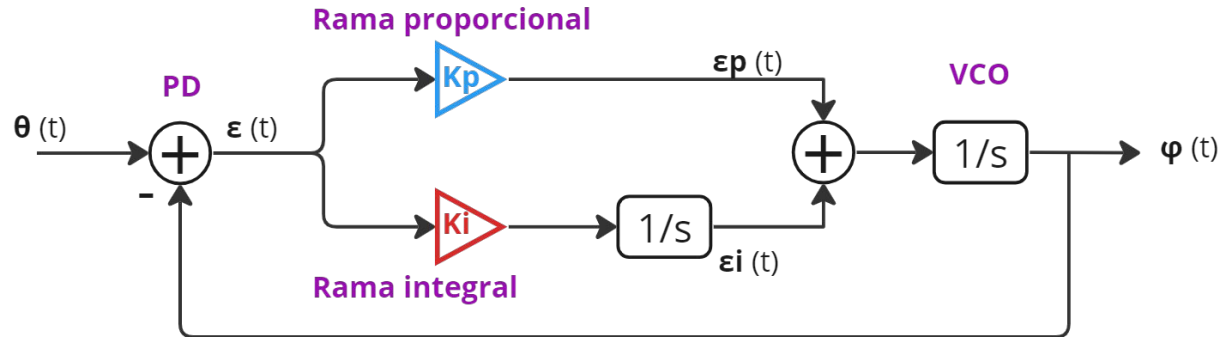 Rama proporcional
Kp
εp (t)
PD
VCO
θ (t)
ε (t)
+
+
1/s
φ (t)
-
Ki
1/s
εi (t)
Rama integral